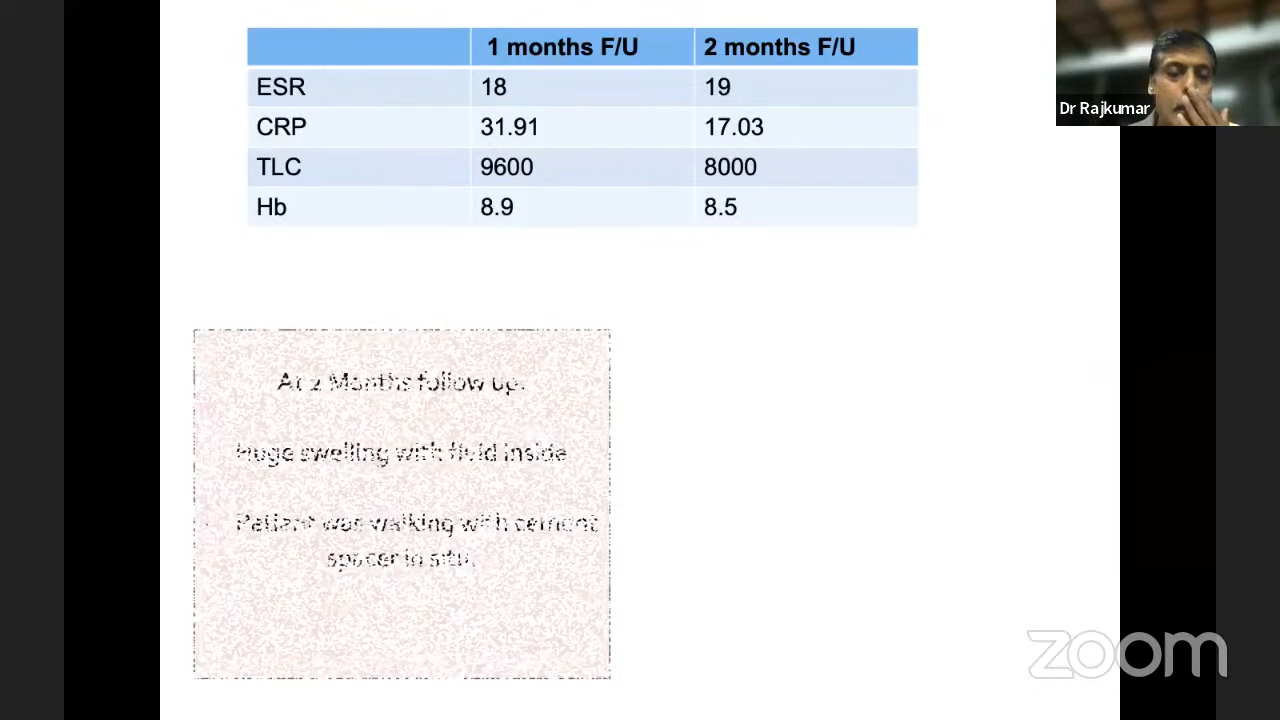 1 months F/U 2 months F/U
ESR 18 19
CRP 31.91 17.03
TLC 9600 8000
Hb 8.9 8.5
Dr Rajkumar
At 2 Months follow up.
Huge swelling with fluid inside
Patient was walking with cement
spacer in situ.
zoom